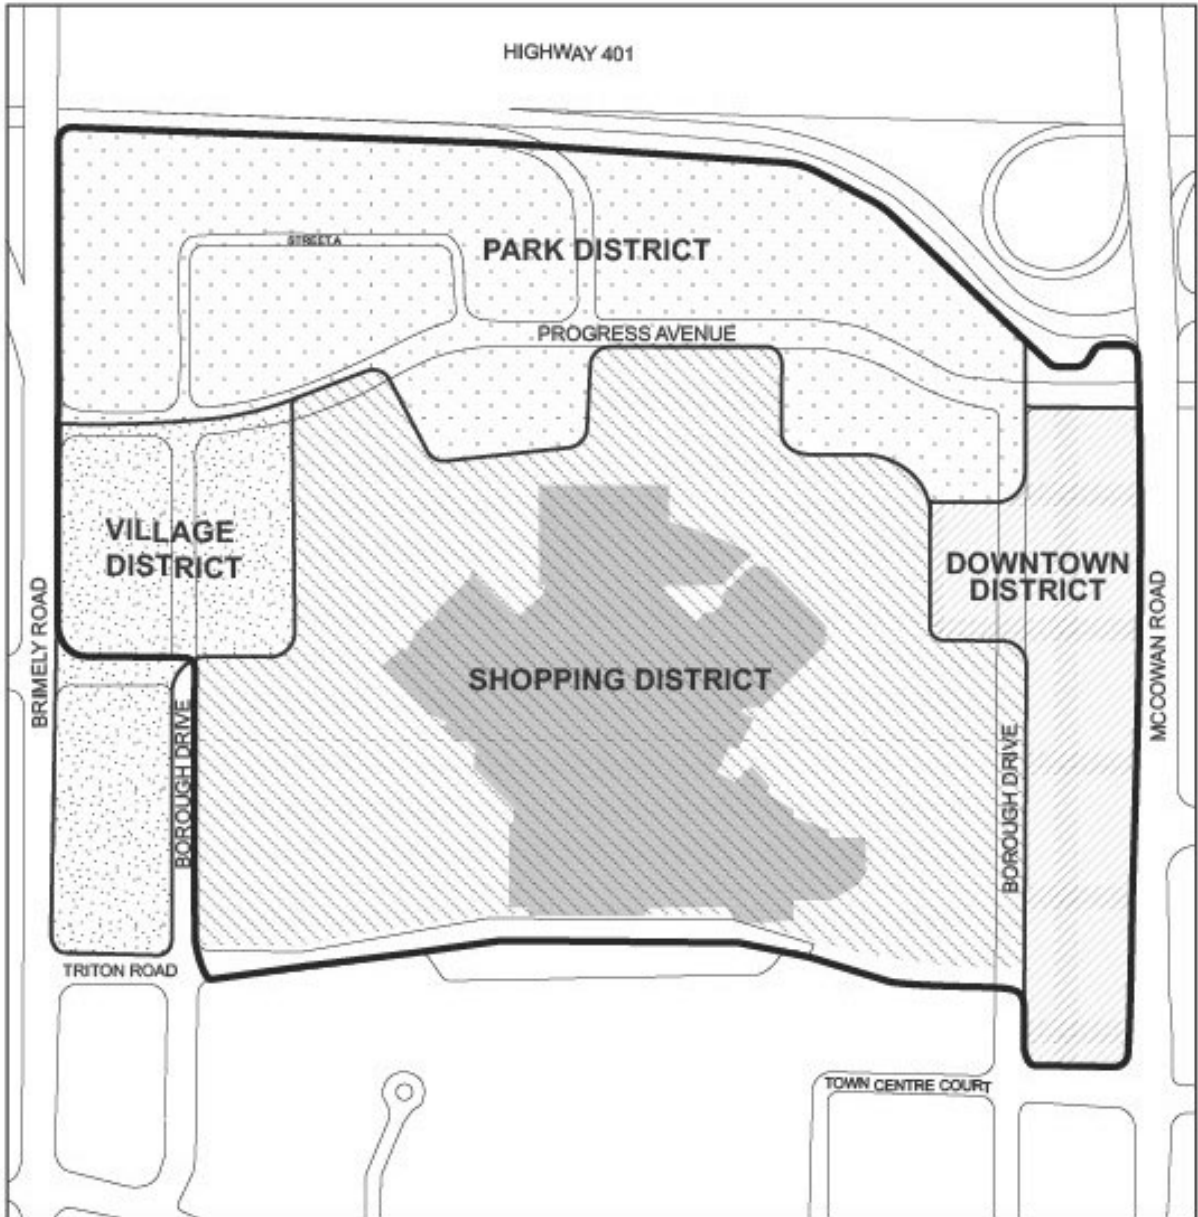 HIGHWAY 401
STREET A
PARK DISTRICT
PROGRESS AVENUE
VILLAGE
DISTRICT
DOWNTOWN
DISTRICT
BRIMELY ROAD
MCCOWAN ROAD
SHOPPING DISTRICT
BOROUGH DRIVE
BOROUGH DRIVE
TRITON ROAD
TOWN CENTRE COURT